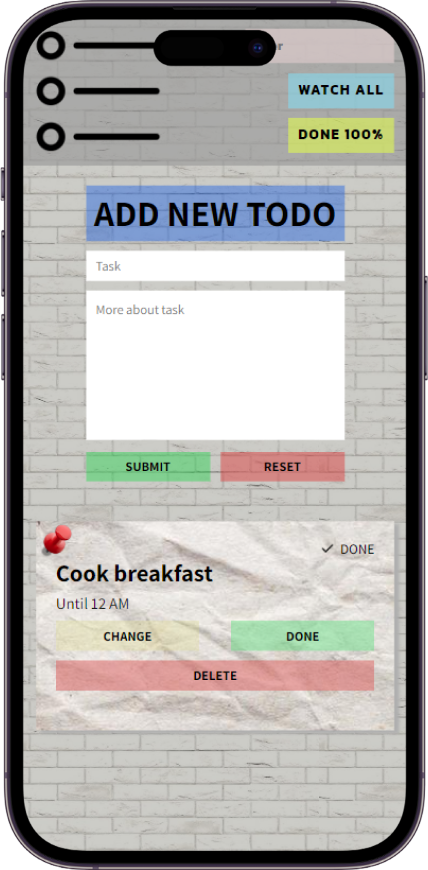 WATCH ALL
DONE 100%
ADD NEW TODO
Task
More about task
SUBMIT
RESET
DONE
Cook breakfast
Until 12 AM
CHANGE
DONE
DELETE